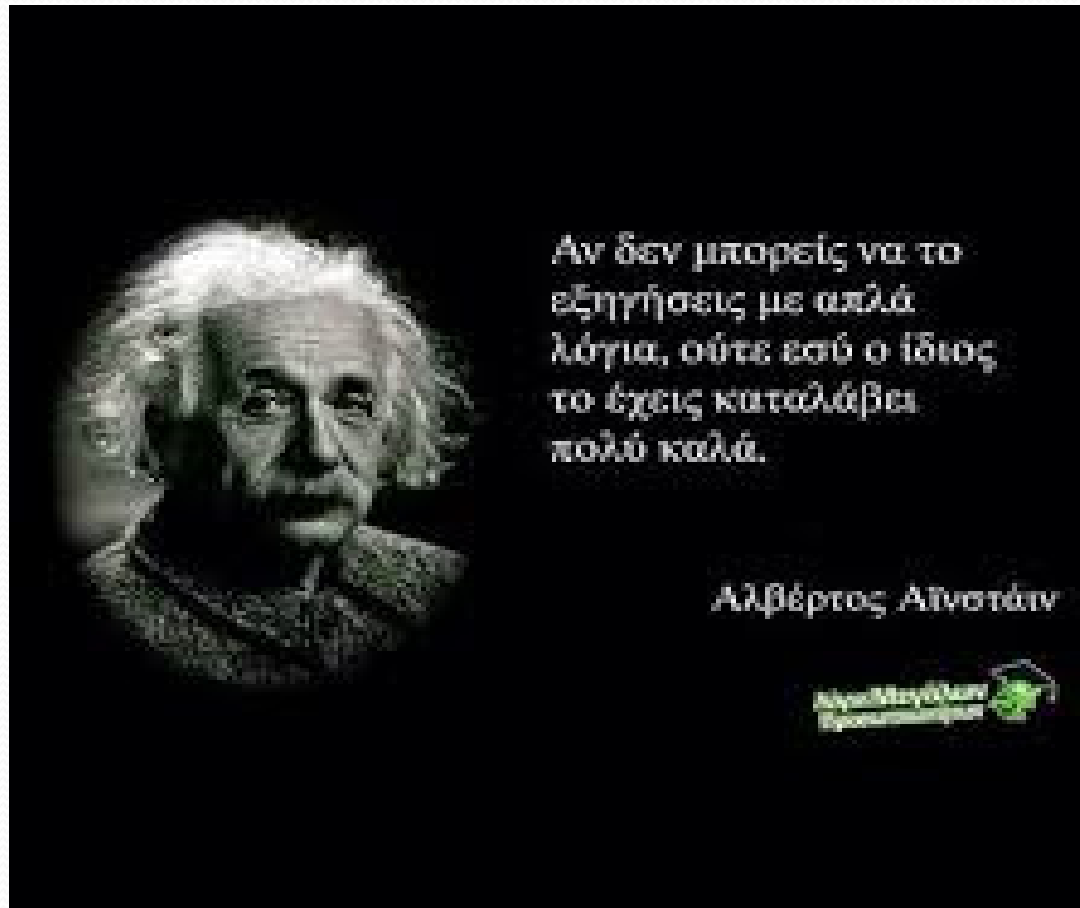 Αν δεν μπορείς να το
εξηγήσεις με απλά
λόγια, ούτε εσύ ο ίδιος
το έχεις καταλάβει
πολύ καλά.
Αλβέρτος Αϊνστάιν